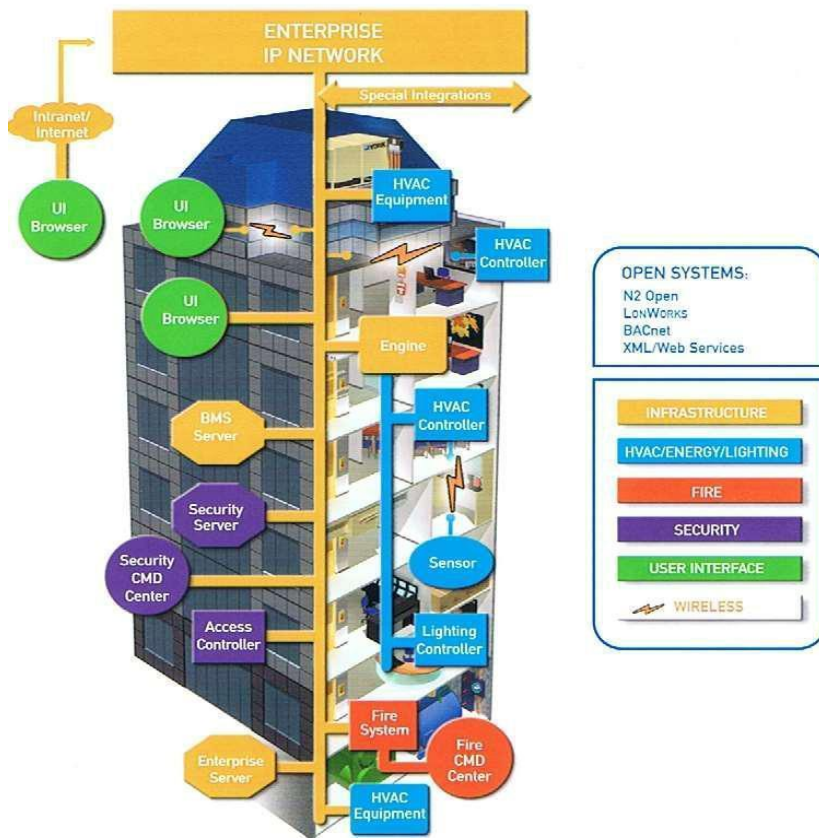 ENTERPRISE
IP NETWORK
Special Integrations
Intranet/
Internet
YORK
UI
Browser
UI
Browser
HVAC
Equipment
HVAC
Controller
UI
Browser
Engine
BMS
Server
HVAC
Controller
Security
Server
Security
CMD
Center
Sensor
Access
Controller
Lighting
Controller
Fire
System
Fire
CMD
Center
Enterprise
Server
HVAC
Equipment
OPEN SYSTEMS:
N2 Open
LONWORKS
BACnet
XML/Web Services
INFRASTRUCTURE
HVAC/ENERGY/LIGHTING
FIRE
SECURITY
USER INTERFACE
WIRELESS